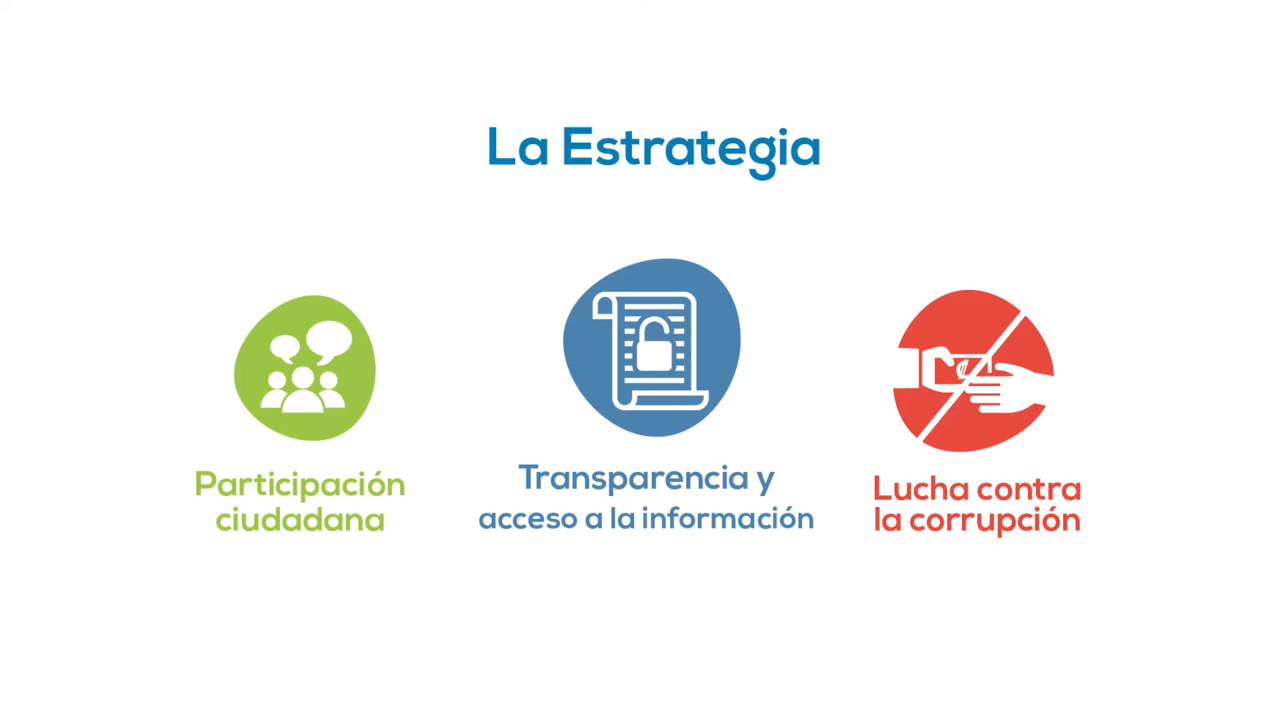 La Estrategia
Participación
ciudadana
Transparencia y
acceso a la información
Lucha contra
la corrupción